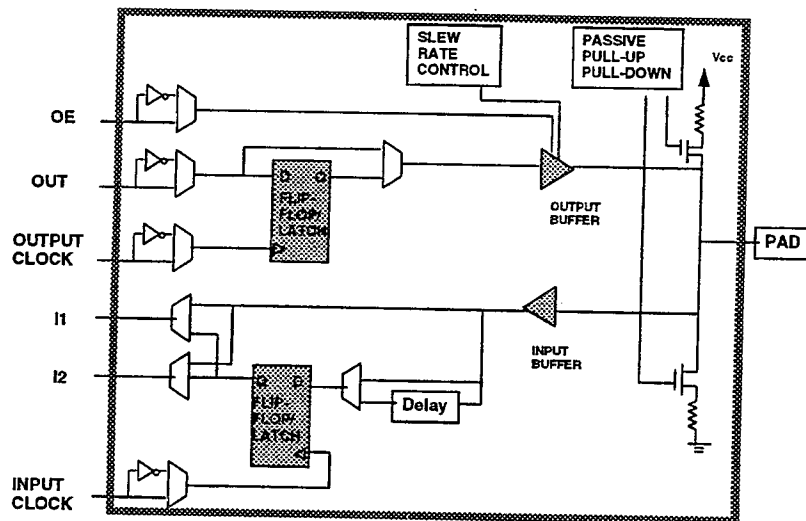 SLEW
RATE
CONTROL
PASSIVE
PULL-UP
PULL-DOWN
Vcc
OE
OUT
D Q
FLIP-
FLOP/
LATCH
OUTPUT
BUFFER
OUTPUT
CLOCK
PAD
I1
INPUT
BUFFER
I2
Q D
FLIP-
FLOP/
LATCH
Delay
INPUT
CLOCK